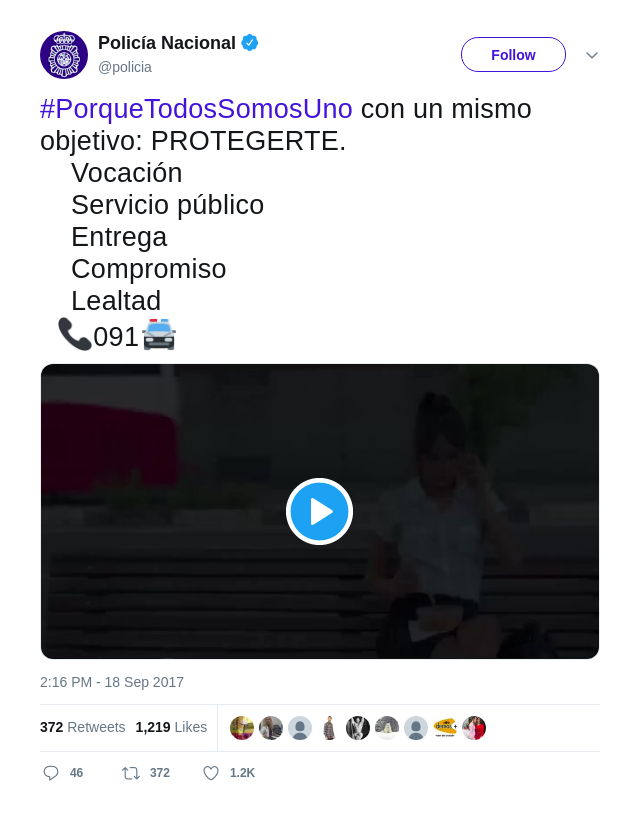 Policía Nacional
@policia
Follow
#PorqueTodosSomosUno con un mismo
objetivo: PROTEGERTE.
Vocación
Servicio público
Entrega
Compromiso
Lealtad
📞091🚔
2:16 PM - 18 Sep 2017
372 Retweets 1,219 Likes
46 372 1.2K